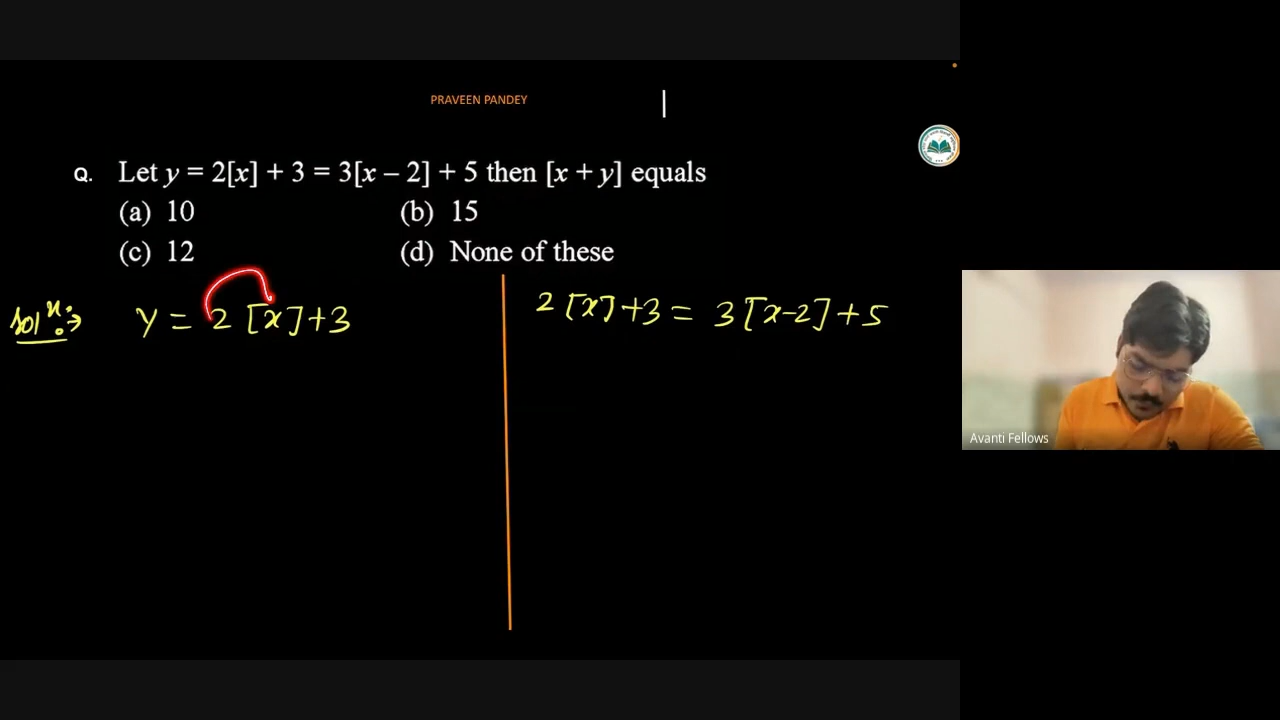 PRAVEEN PANDEY
Q. Let y = 2[x] + 3 = 3[x – 2] + 5 then [x + y] equals
(a) 10 (b) 15
(c) 12 (d) None of these
Solⁿ:⇒ y = 2[x]+3
2[x]+3 = 3[x-2]+5
Avanti Fellows